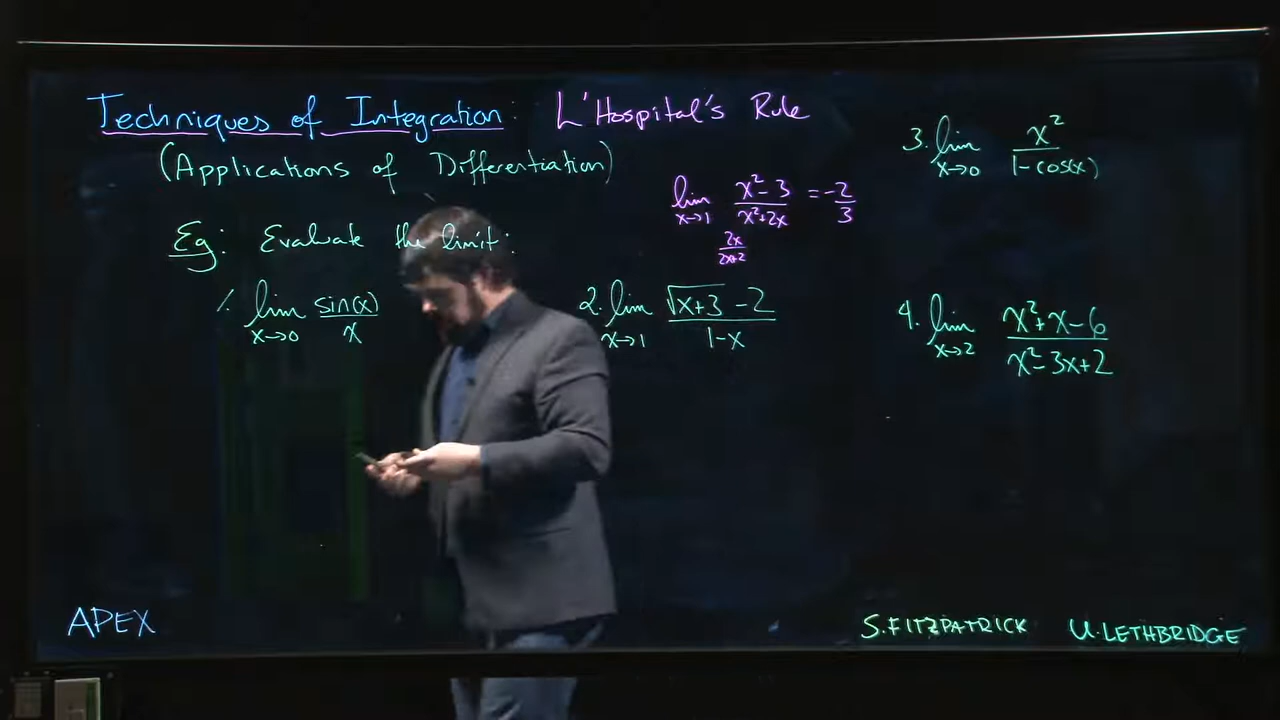 Techniques of Integration: L'Hospital's Rule
(Applications of Differentiation)
lim x→1 x²-3 / x²+2x = -2/3
2x / 2x+2
Eg: Evaluate the limit:
1. lim x→0 sin(x) / x
2. lim x→1 √x+3 - 2 / 1-x
3. lim x→0 x² / 1-cos(x)
4. lim x→2 x²+x-6 / x²-3x+2
APEX
S.FITZPATRICK U.LETHBRIDGE